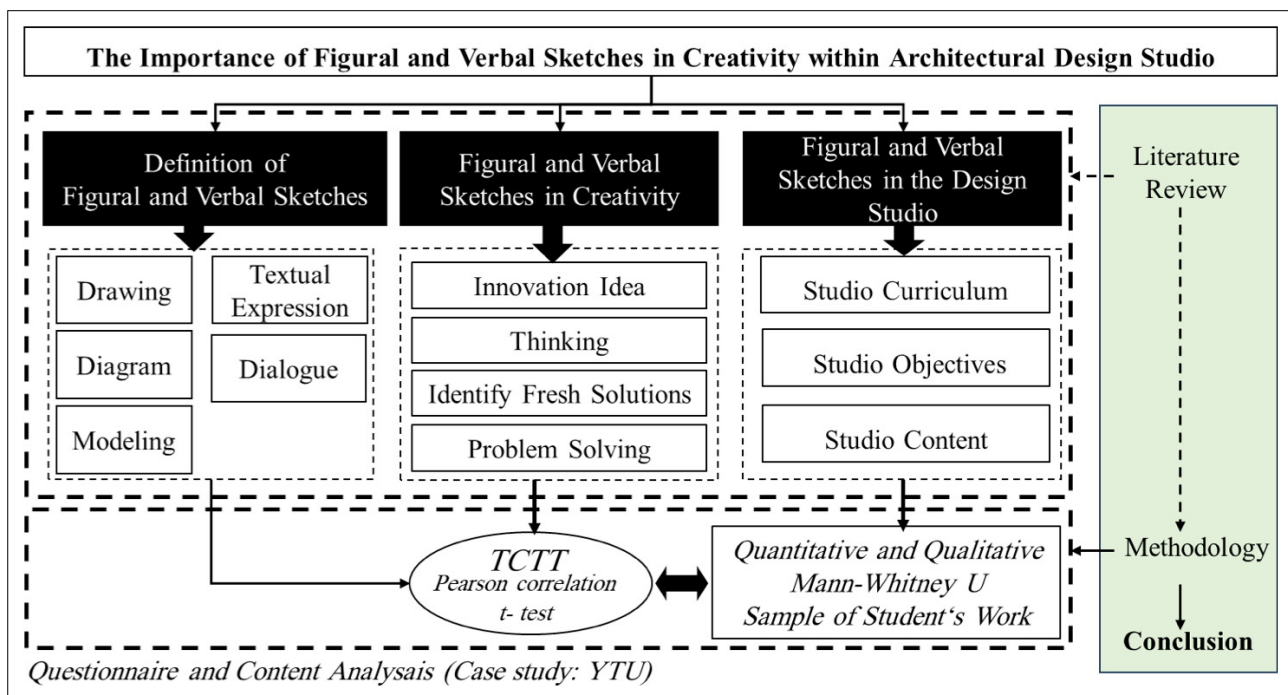 The Importance of Figural and Verbal Sketches in Creativity within Architectural Design Studio
Definition of
Figural and Verbal Sketches
Drawing
Diagram
Modeling
Textual
Expression
Dialogue
Figural and Verbal
Sketches in Creativity
Innovation Idea
Thinking
Identify Fresh Solutions
Problem Solving
Figural and Verbal
Sketches in the Design
Studio
Studio Curriculum
Studio Objectives
Studio Content
TCTT
Pearson correlation
t- test
Quantitative and Qualitative
Mann-Whitney U
Sample of Student‘s Work
Questionnaire and Content Analysais (Case study: YTU)
Literature
Review
Methodology
Conclusion